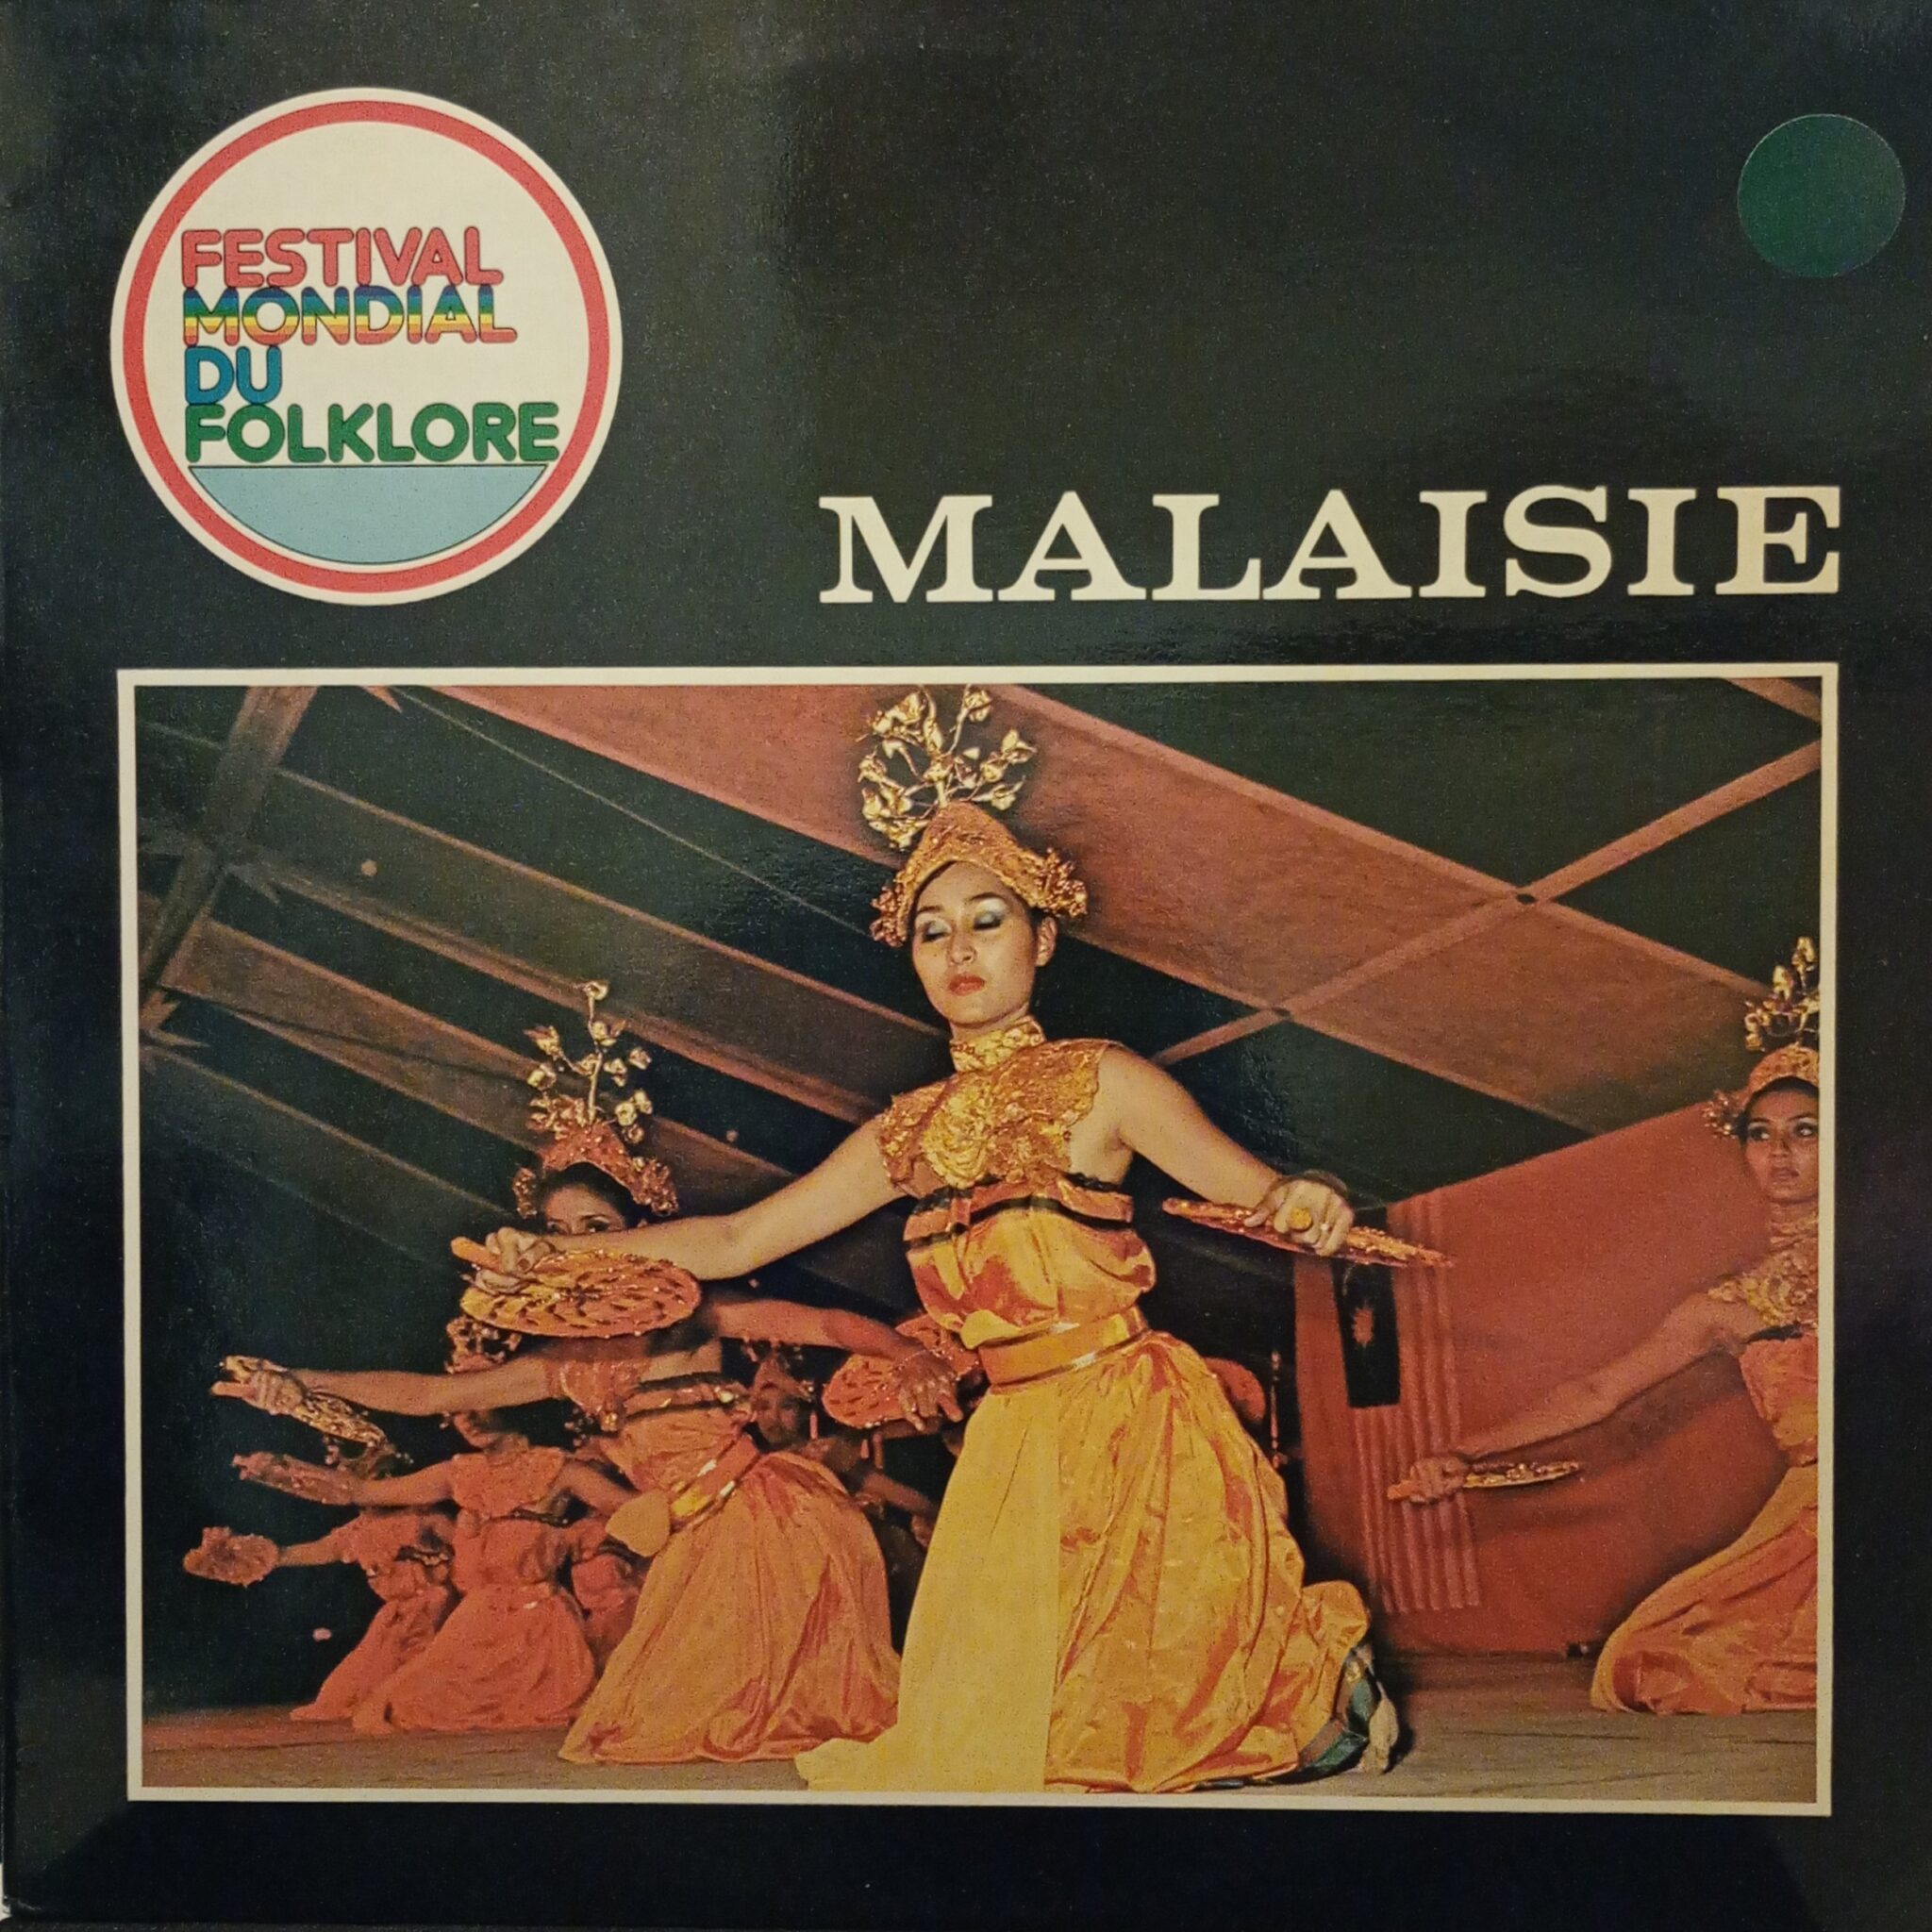 FESTIVAL
MONDIAL
DU
FOLKLORE
MALAISIE